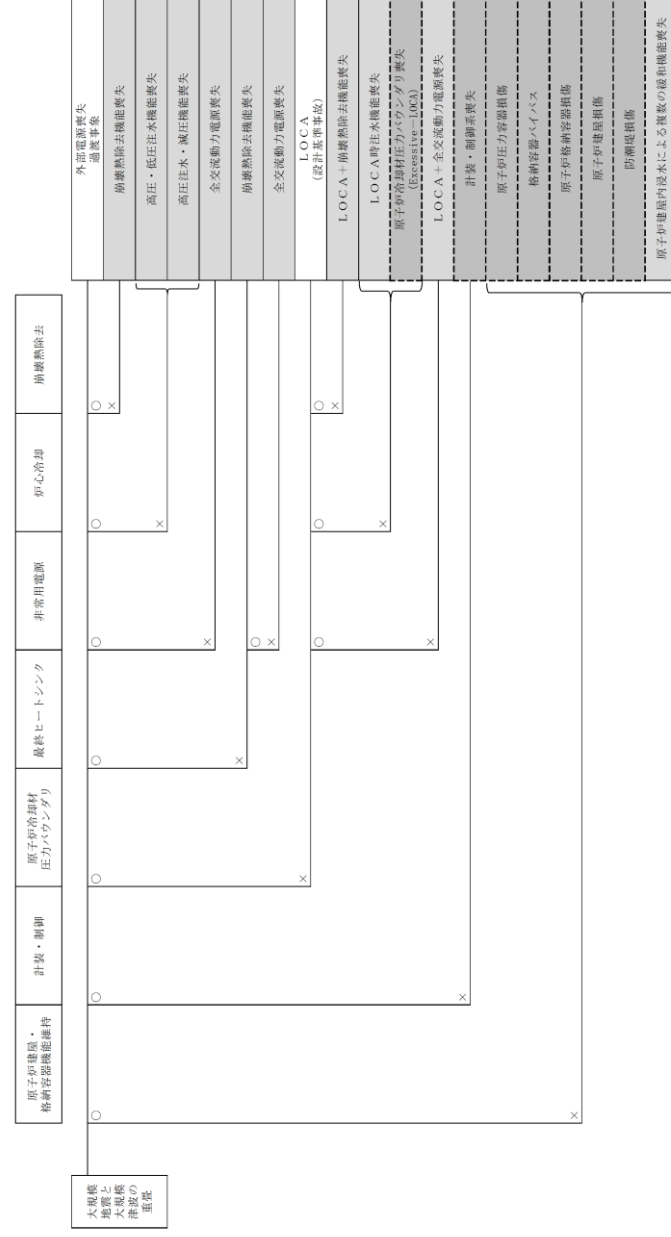 原子炉建屋・
格納容器機能維持
計装・制御
原子炉冷却材
圧力バウンダリ
最終ヒートシンク
非常用電源
炉心冷却
崩壊熱除去
大規模
地震と
大規模
津波の
重畳
○ ○ ○ ○ ○ ○ ○
外部電源喪失
過渡事象
×
崩壊熱除去機能喪失
高圧・低圧注水機能喪失
×
高圧注水・減圧機能喪失
×
全交流動力電源喪失
× ○
崩壊熱除去機能喪失
×
全交流動力電源喪失
× ○ ○ ○
LOCA
(設計基準事故)
×
LOCA+崩壊熱除去機能喪失
LOCA時注水機能喪失
×
原子炉冷却材圧力バウンダリ喪失
(Excessive-LOCA)
×
LOCA+全交流動力電源喪失
×
計装・制御系喪失
原子炉圧力容器損傷
格納容器バイパス
×
原子炉格納容器損傷
原子炉建屋損傷
防潮堤損傷
原子炉建屋内浸水による複数の緩和機能喪失